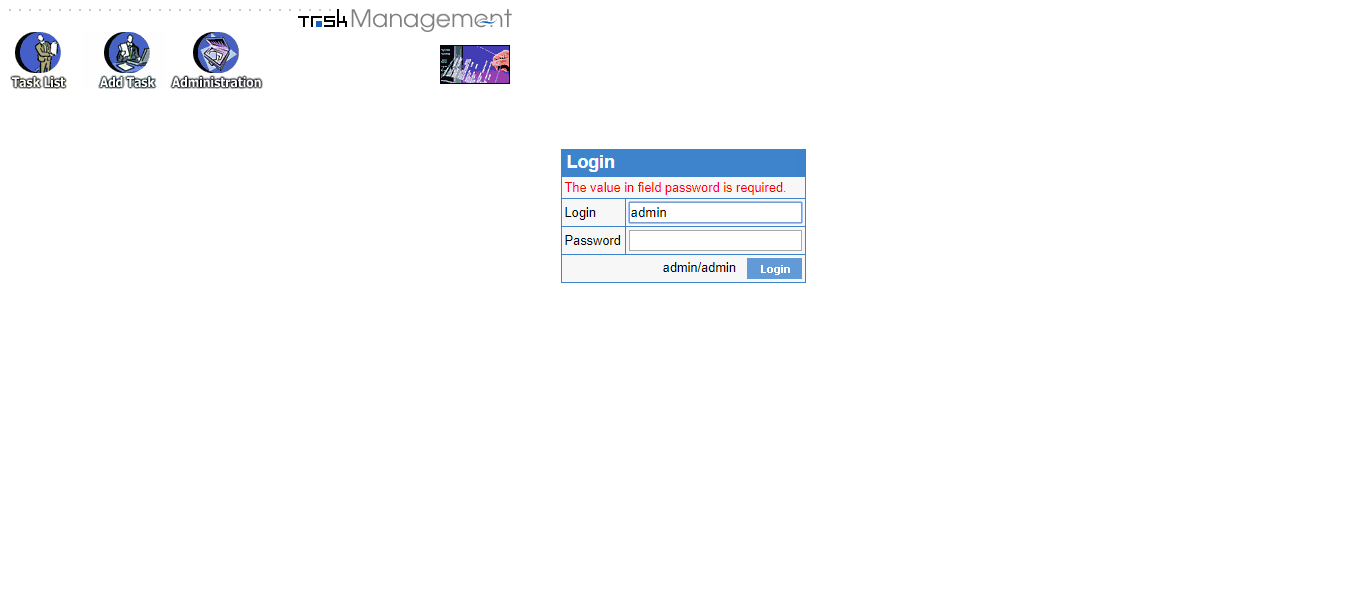 Task Management
Task List
Add Task
Administration
Login
The value in field password is required.
Login
admin
Password
admin/admin
Login